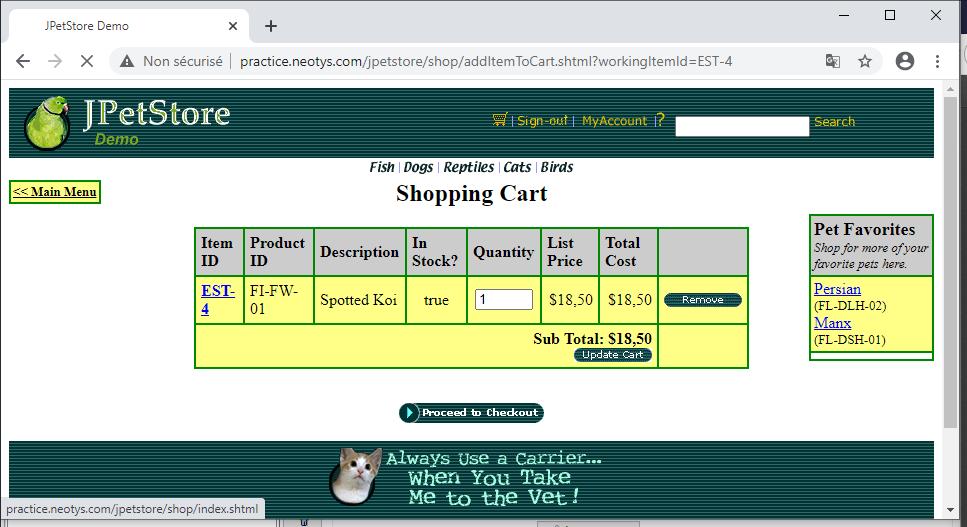 JPetStore Demo
Non sécurisé | practice.neotys.com/jpetstore/shop/addItemToCart.shtml?workingItemId=EST-4
JPetStore
Demo
| Sign-out | MyAccount | ? Search
Fish | Dogs | Reptiles | Cats | Birds
<< Main Menu
Shopping Cart
Item ID Product ID Description In Stock? Quantity List Price Total Cost
EST-4 FI-FW-01 Spotted Koi true 1 $18,50 $18,50 Remove
Sub Total: $18,50
Update Cart
Proceed to Checkout
Pet Favorites
Shop for more of your
favorite pets here.
Persian
(FL-DLH-02)
Manx
(FL-DSH-01)
Always Use a Carrier...
When You Take
Me to the Vet!
practice.neotys.com/jpetstore/shop/index.shtml